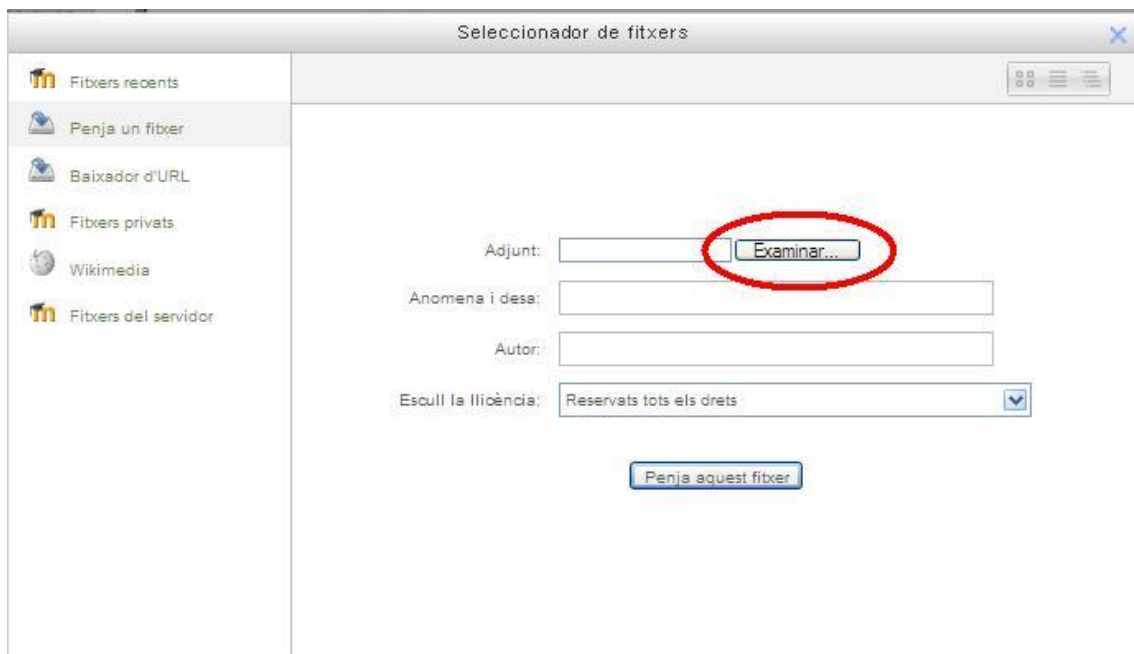 Seleccionador de fitxers
Fitxers recents
Penja un fitxer
Baixador d'URL
Fitxers privats
Wikimedia
Fitxers del servidor
Adjunt: Examinar...
Anomena i desa:
Autor:
Escull la llicència: Reservats tots els drets
Penja aquest fitxer